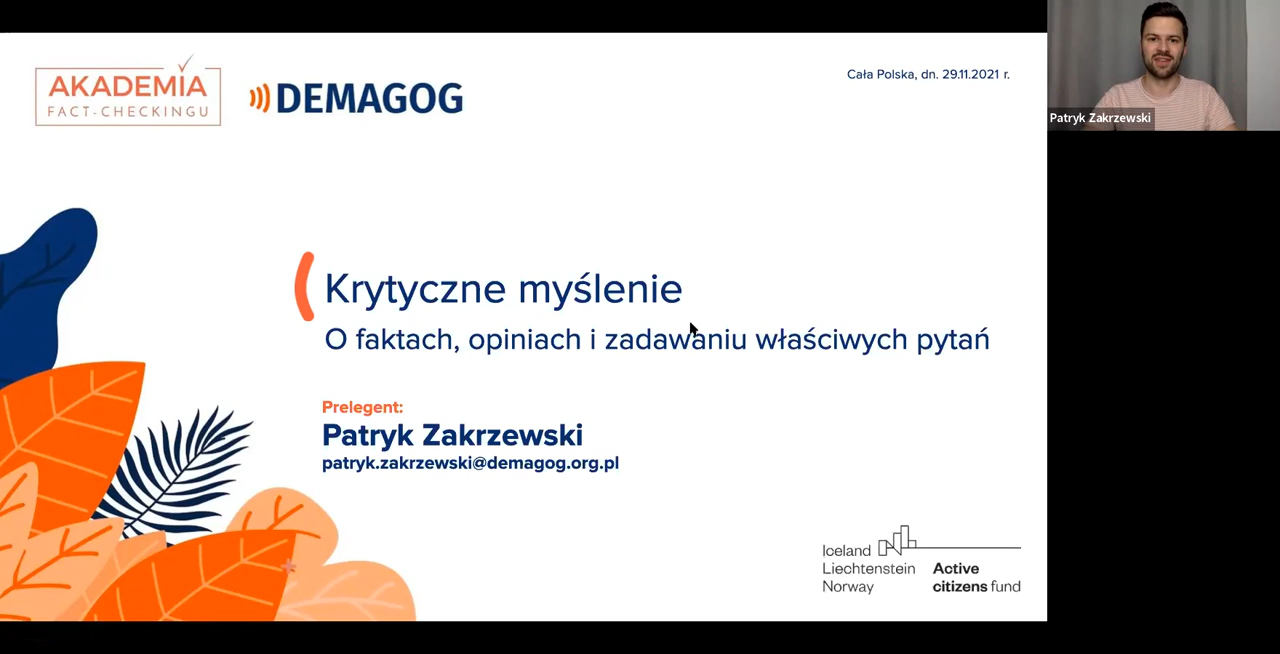 AKADEMIA
FACT-CHECKINGU
DEMAGOG
Cała Polska, dn. 29.11.2021 r.
Patryk Zakrzewski
Krytyczne myślenie
O faktach, opiniach i zadawaniu właściwych pytań
Prelegent:
Patryk Zakrzewski
patryk.zakrzewski@demagog.org.pl
Iceland
Liechtenstein
Norway
Active
citizens fund